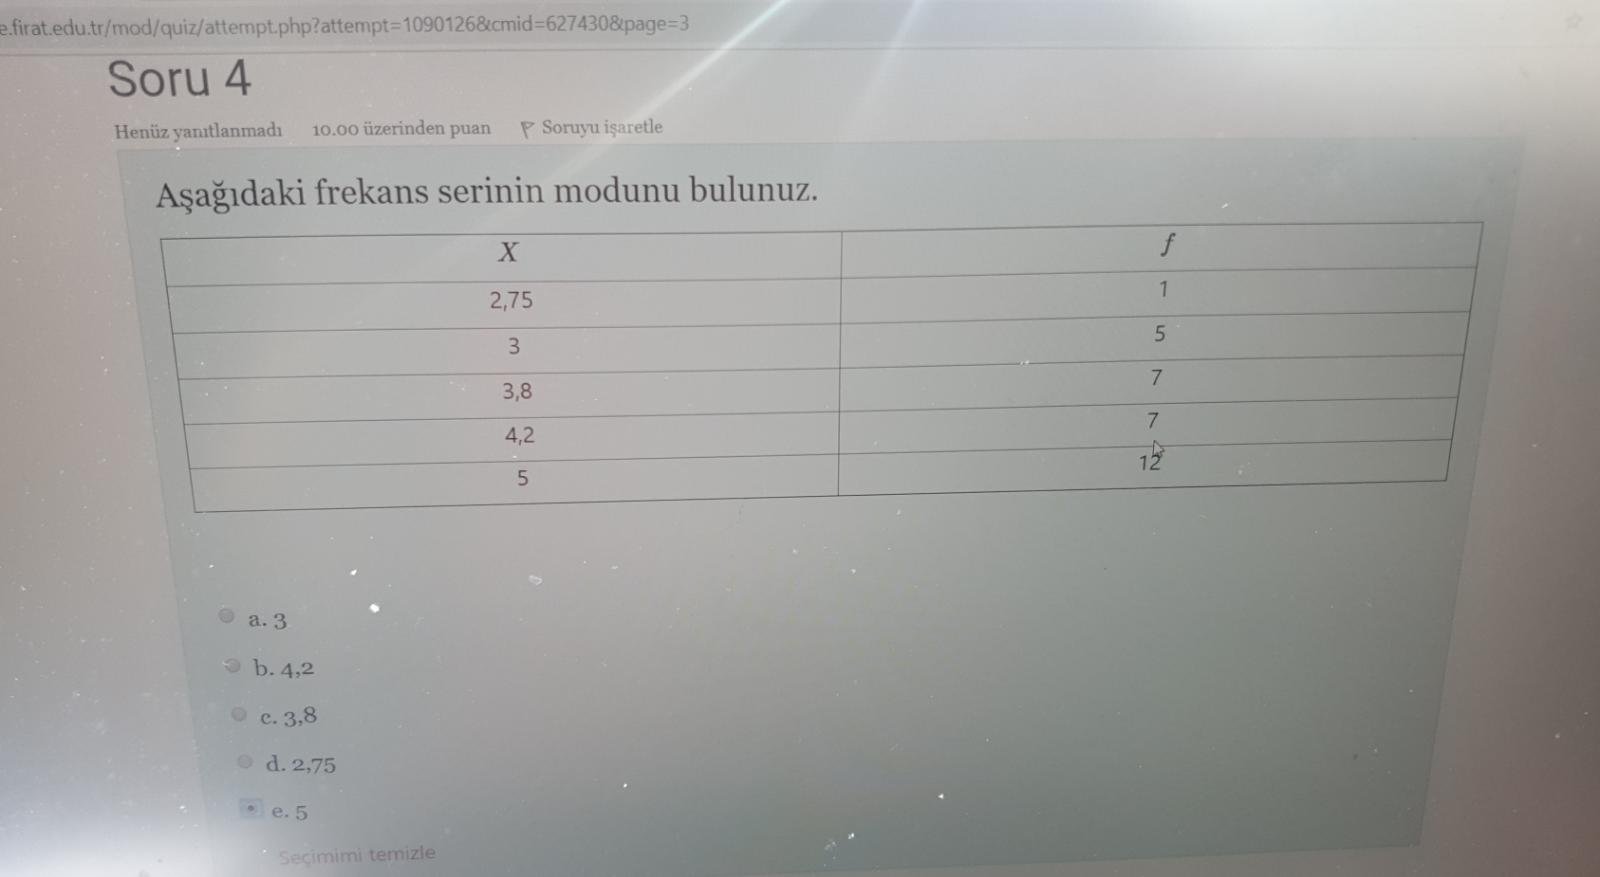 e.firat.edu.tr/mod/quiz/attempt.php?attempt=1090126&cmid=627430&page=3
Soru 4
Henüz yanıtlanmadı 10.00 üzerinden puan Soruyu işaretle
Aşağıdaki frekans serinin modunu bulunuz.
X f
2,75 1
3 5
3,8 7
4,2 7
5 12
a. 3
b. 4,2
c. 3,8
d. 2,75
e. 5
Seçimimi temizle